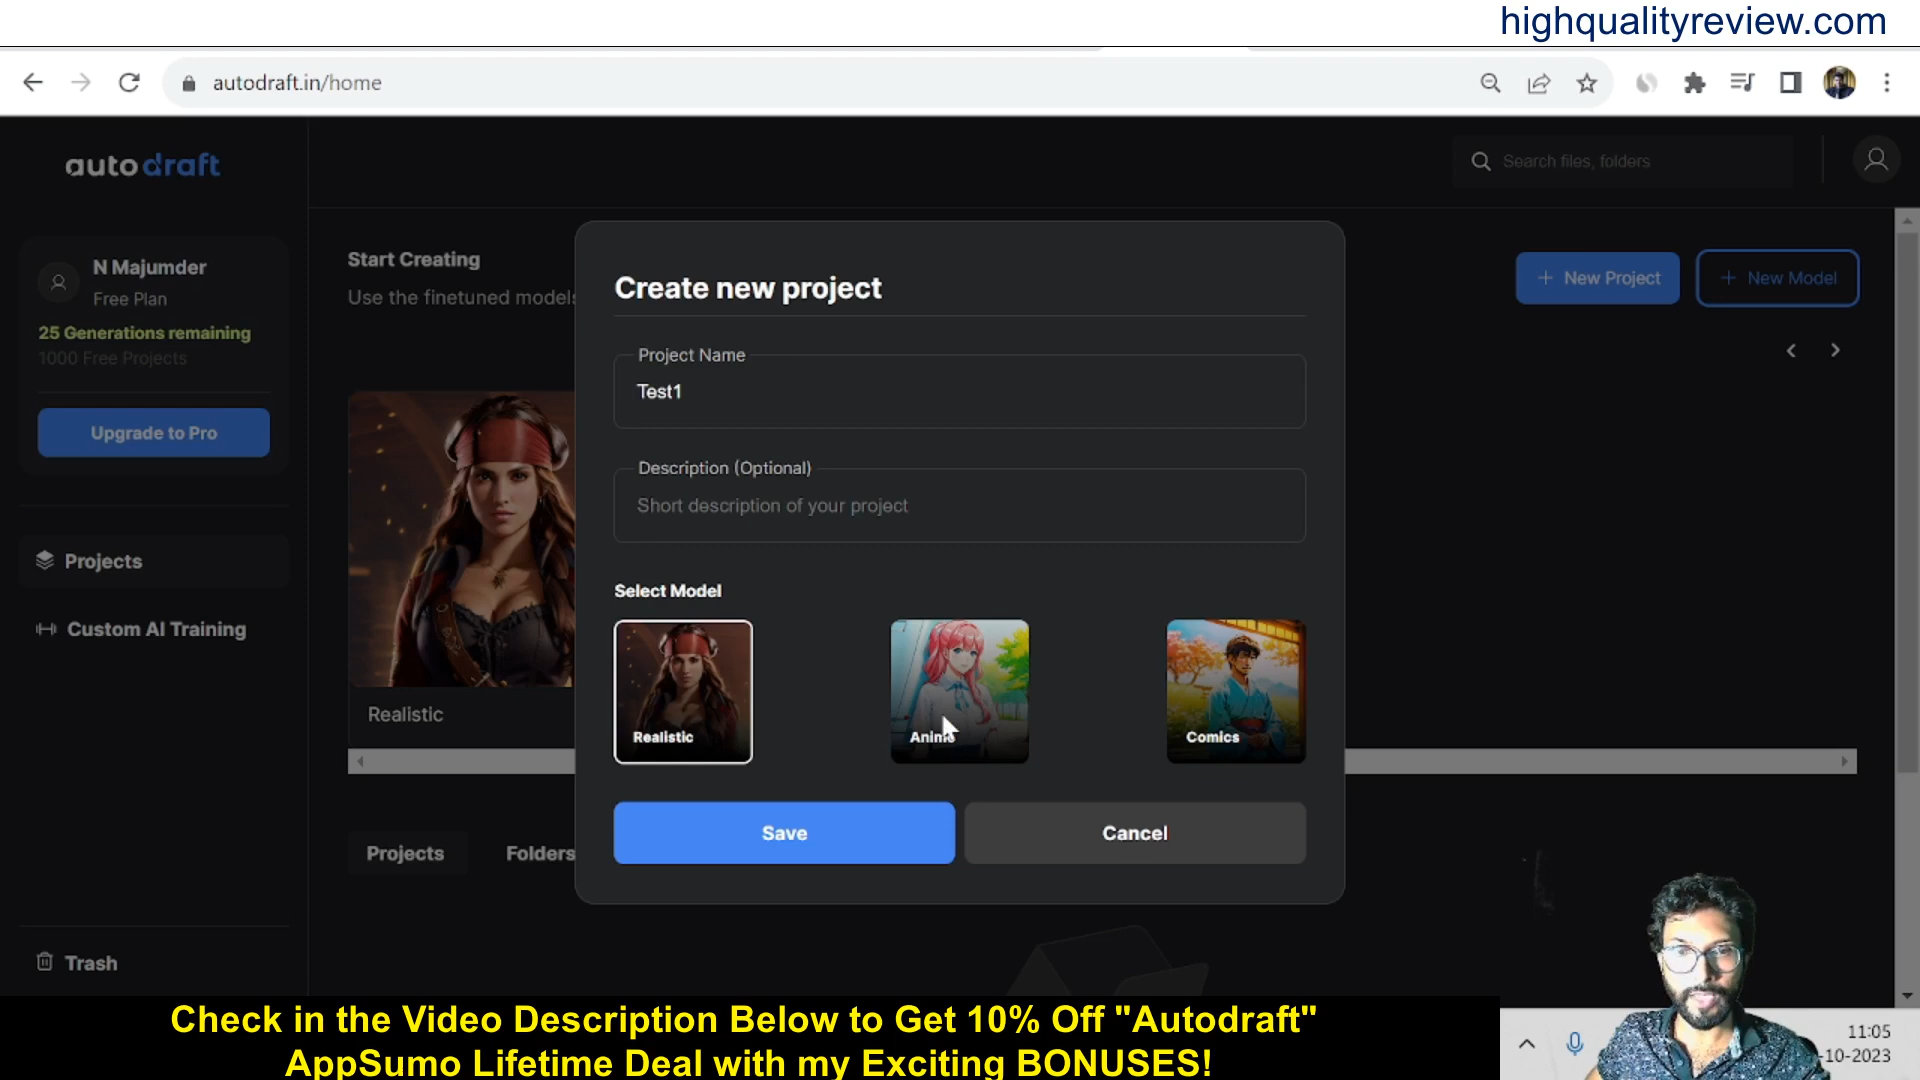 highqualityreview.com
autodraft.in/home
autodraft
Search files, folders
N Majumder
Free Plan
25 Generations remaining
1000 Free Projects
Upgrade to Pro
Projects
Custom AI Training
Trash
Start Creating
Use the finetuned models
+ New Project
+ New Model
Realistic
Projects
Folders
Create new project
Project Name
Test1
Description (Optional)
Short description of your project
Select Model
Realistic
Anime
Comics
Save
Cancel
Check in the Video Description Below to Get 10% Off "Autodraft"
AppSumo Lifetime Deal with my Exciting BONUSES!
11:05
-10-2023